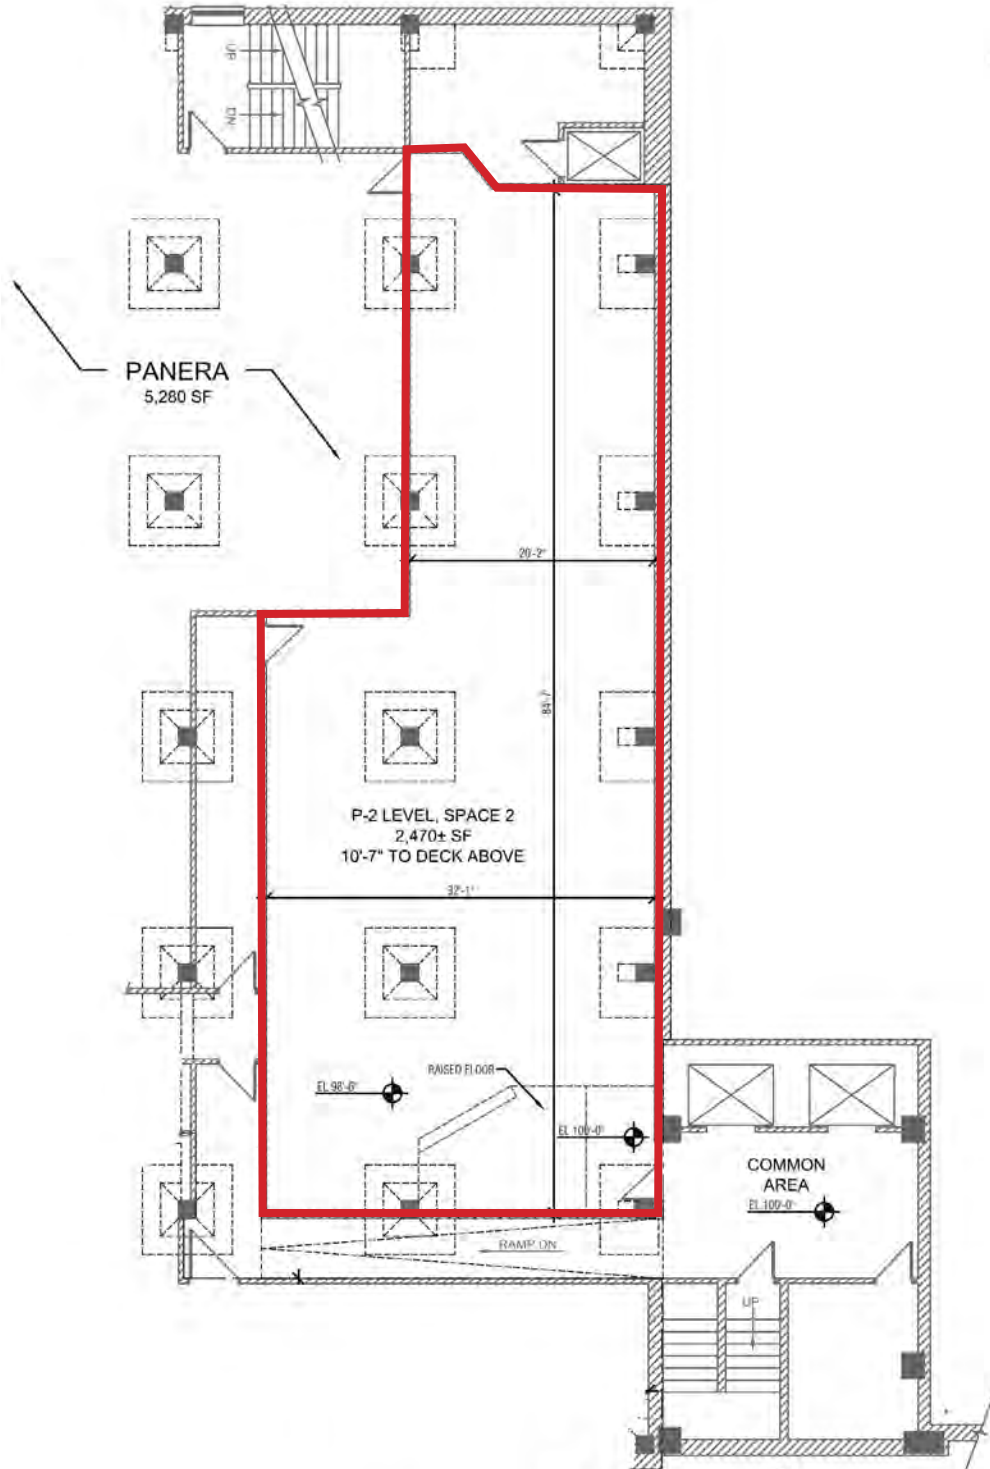 UP
DN
PANERA
5,280 SF
20'-2"
84'-7"
P-2 LEVEL, SPACE 2
2,470± SF
10'-7" TO DECK ABOVE
32'-1"
RAISED FLOOR
EL 98'-6"
EL 100'-0"
COMMON
AREA
EL 100'-0"
RAMP DN
UP